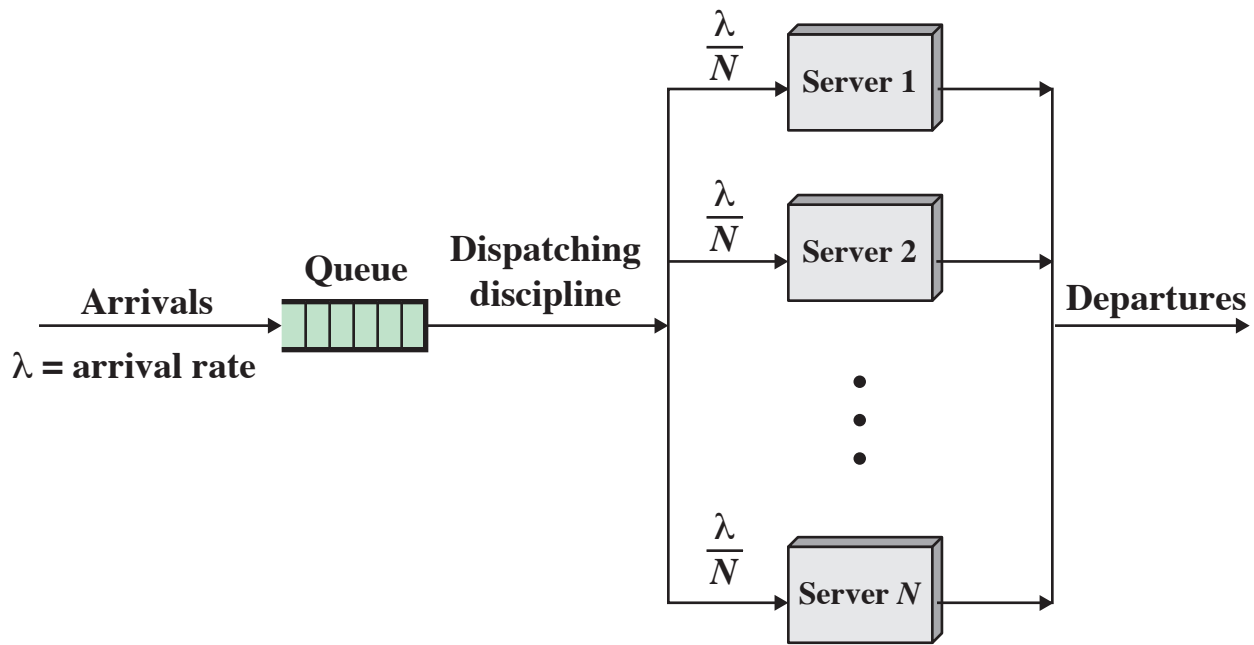 λ
N
Server 1
λ
N
Server 2
Dispatching
discipline
Queue
Arrivals
λ = arrival rate
Departures
λ
N
Server N